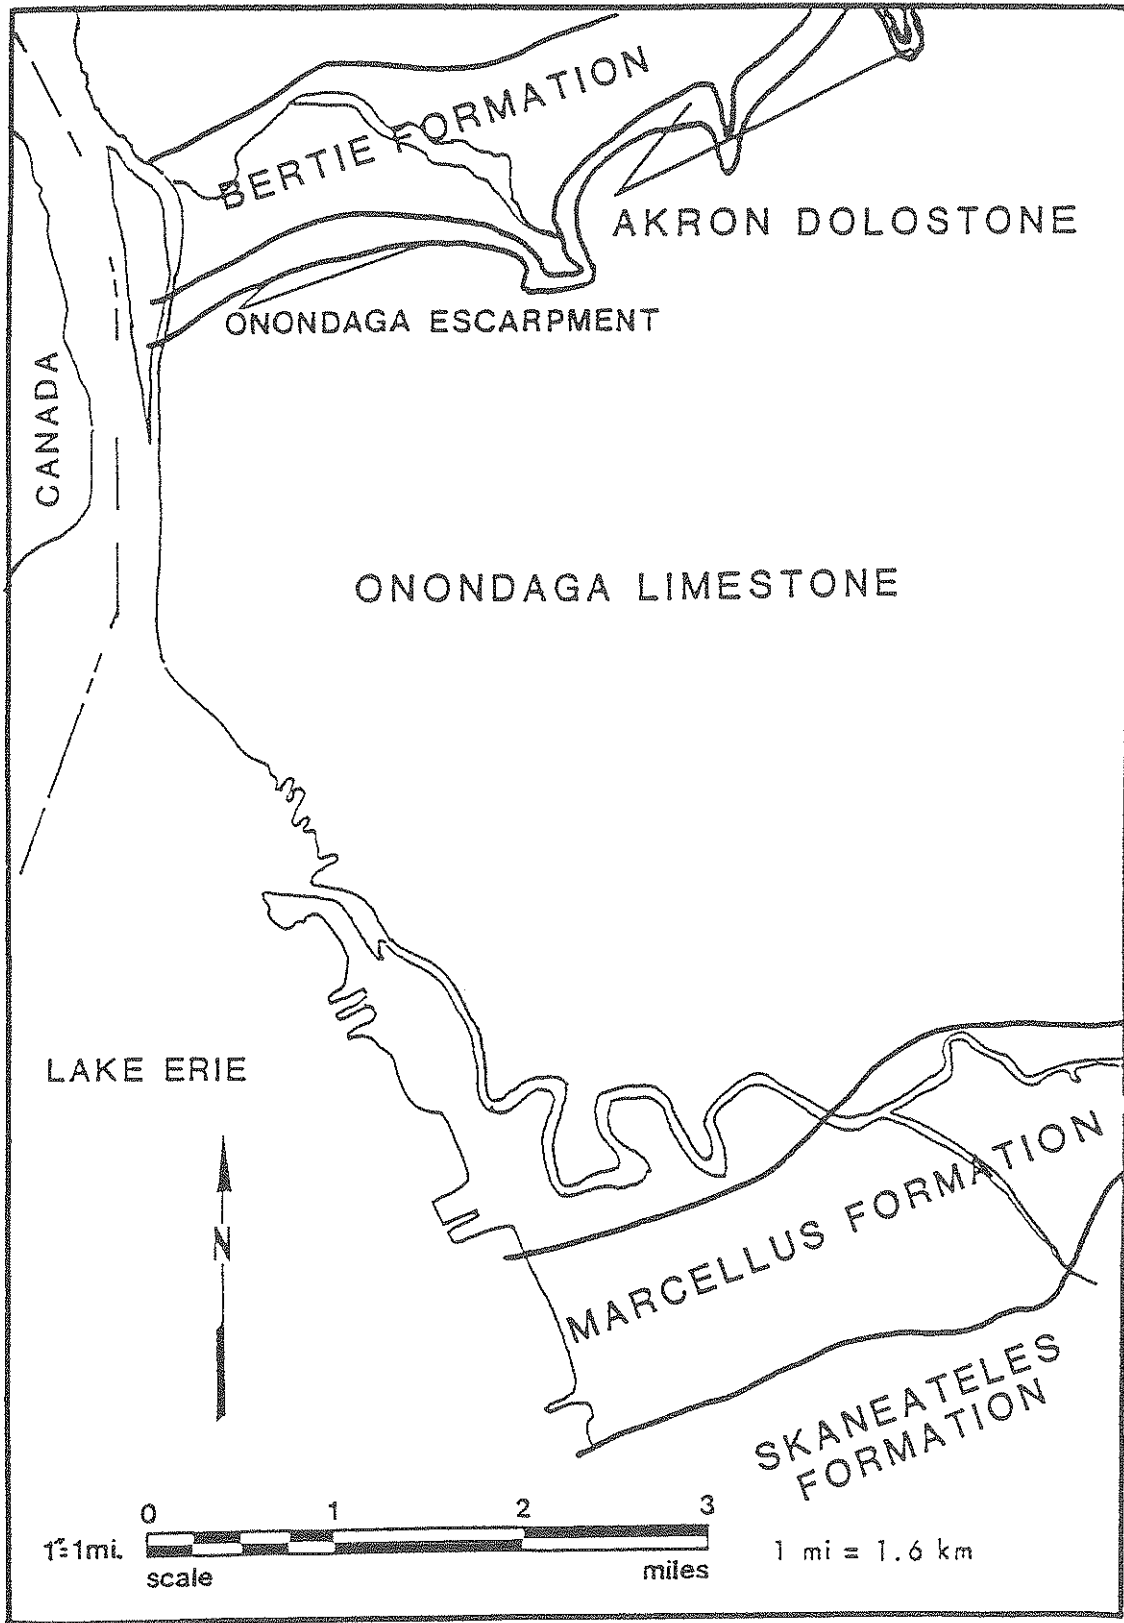 BERTIE FORMATION
AKRON DOLOSTONE
ONONDAGA ESCARPMENT
CANADA
ONONDAGA LIMESTONE
LAKE ERIE
N
MARCELLUS FORMATION
SKANEATELES
FORMATION
0 1 2 3
1"=1mi.
scale
miles
1 mi = 1.6 km